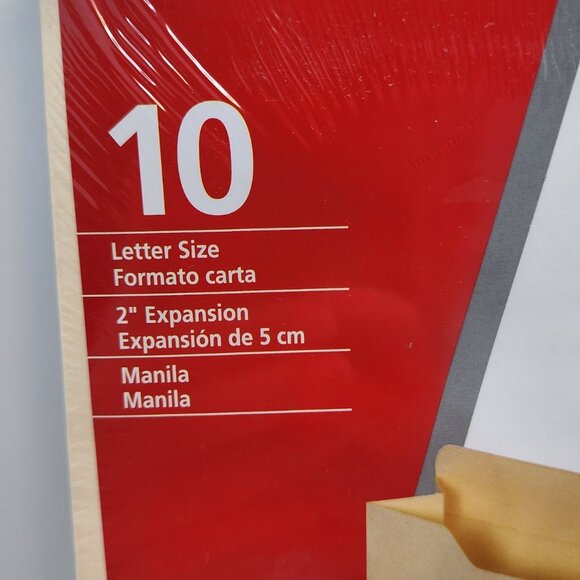 10
Letter Size
Formato carta
2" Expansion
Expansión de 5 cm
Manila
Manila